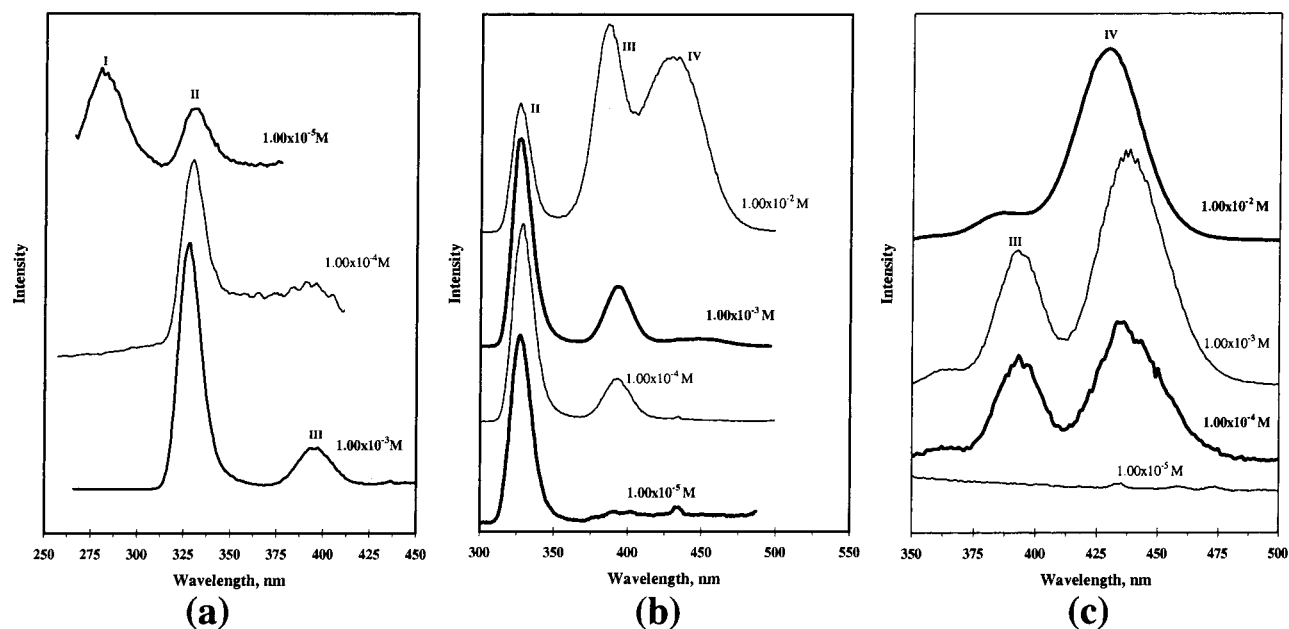 I
II
1.00x10⁻⁵M
1.00x10⁻⁴M
III
1.00x10⁻³M
Intensity
250 275 300 325 350 375 400 425 450
Wavelength, nm
(a)
III
IV
II
1.00x10⁻² M
1.00x10⁻³ M
1.00x10⁻⁴ M
1.00x10⁻⁵ M
Intensity
300 350 400 450 500 550
Wavelength, nm
(b)
IV
1.00x10⁻² M
III
1.00x10⁻³ M
1.00x10⁻⁴ M
1.00x10⁻⁵ M
Intensity
350 375 400 425 450 475 500
Wavelength, nm
(c)